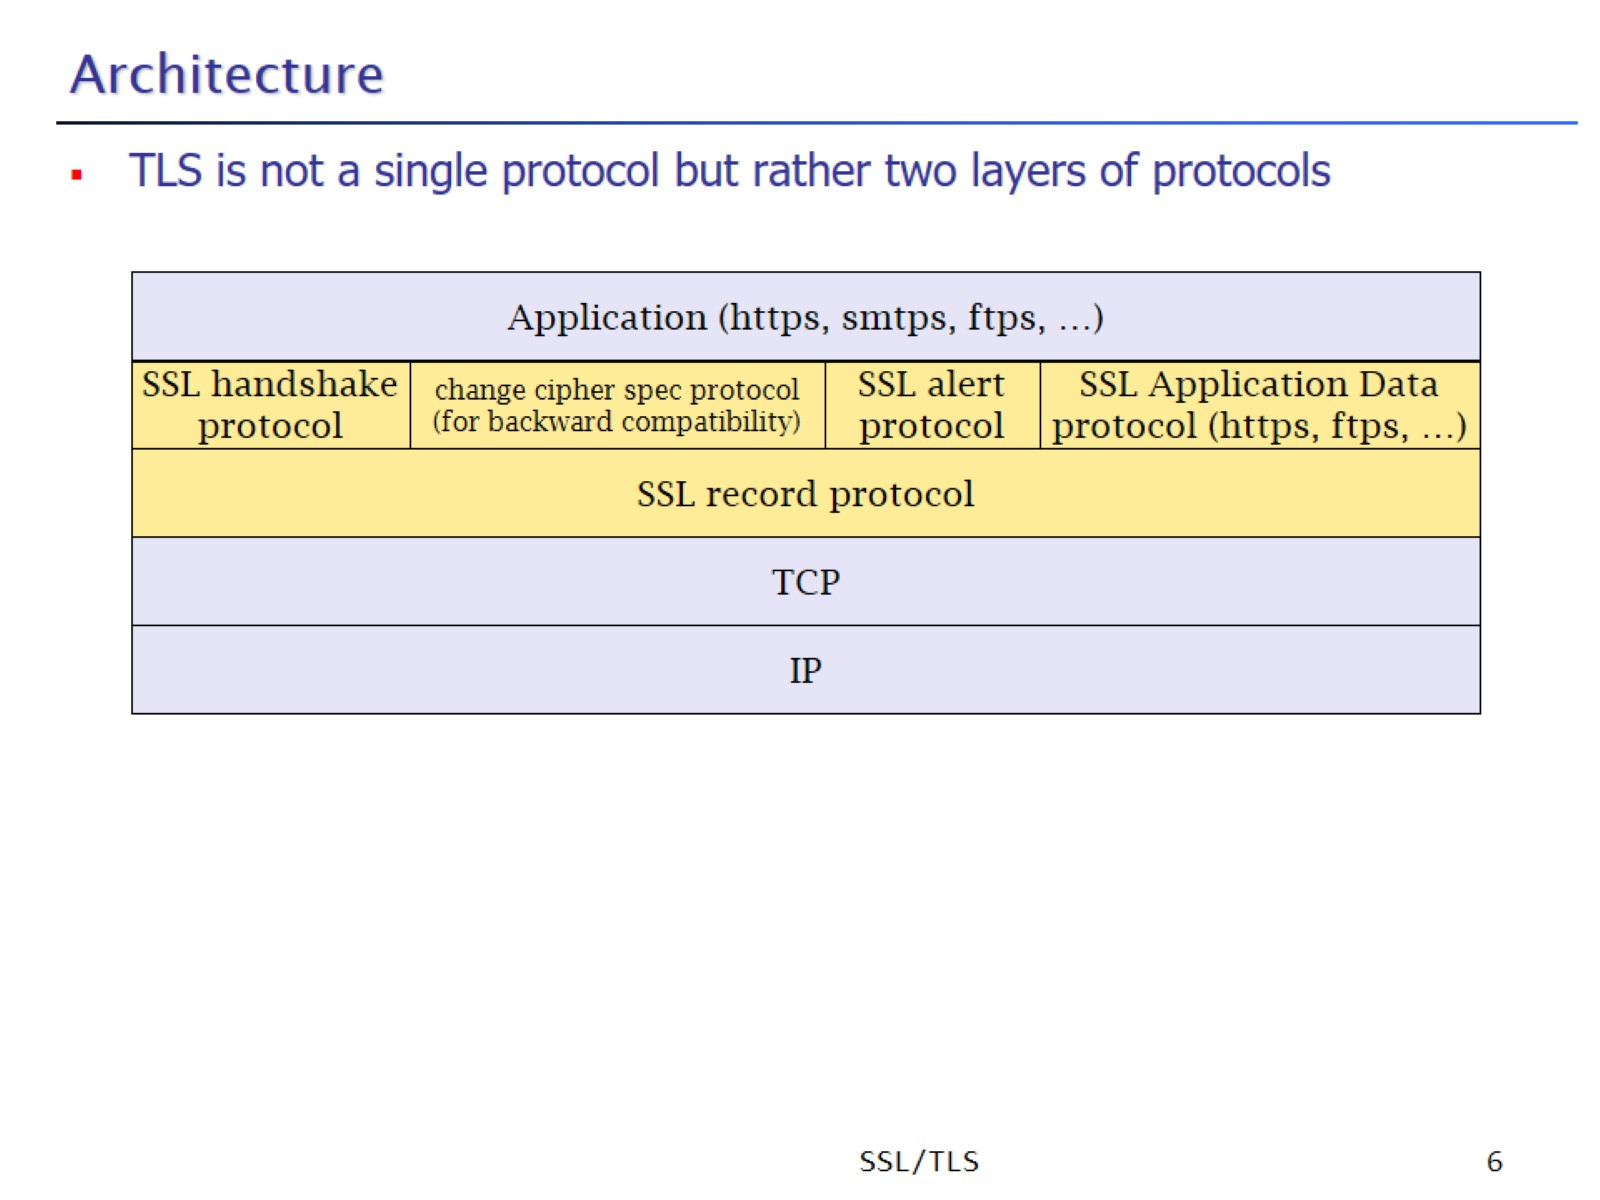 Architecture
TLS is not a single protocol but rather two layers of protocols
Application (https, smtps, ftps, …)
SSL handshake
protocol
change cipher spec protocol
(for backward compatibility)
SSL alert
protocol
SSL Application Data
protocol (https, ftps, …)
SSL record protocol
TCP
IP
SSL/TLS
6